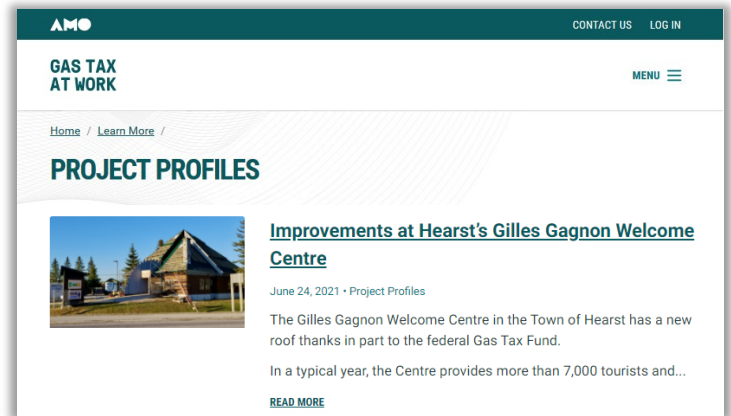 AMO
CONTACT US LOG IN
GAS TAX
AT WORK
MENU
Home / Learn More /
PROJECT PROFILES
Improvements at Hearst's Gilles Gagnon Welcome
Centre
June 24, 2021 • Project Profiles
The Gilles Gagnon Welcome Centre in the Town of Hearst has a new
roof thanks in part to the federal Gas Tax Fund.
In a typical year, the Centre provides more than 7,000 tourists and...
READ MORE